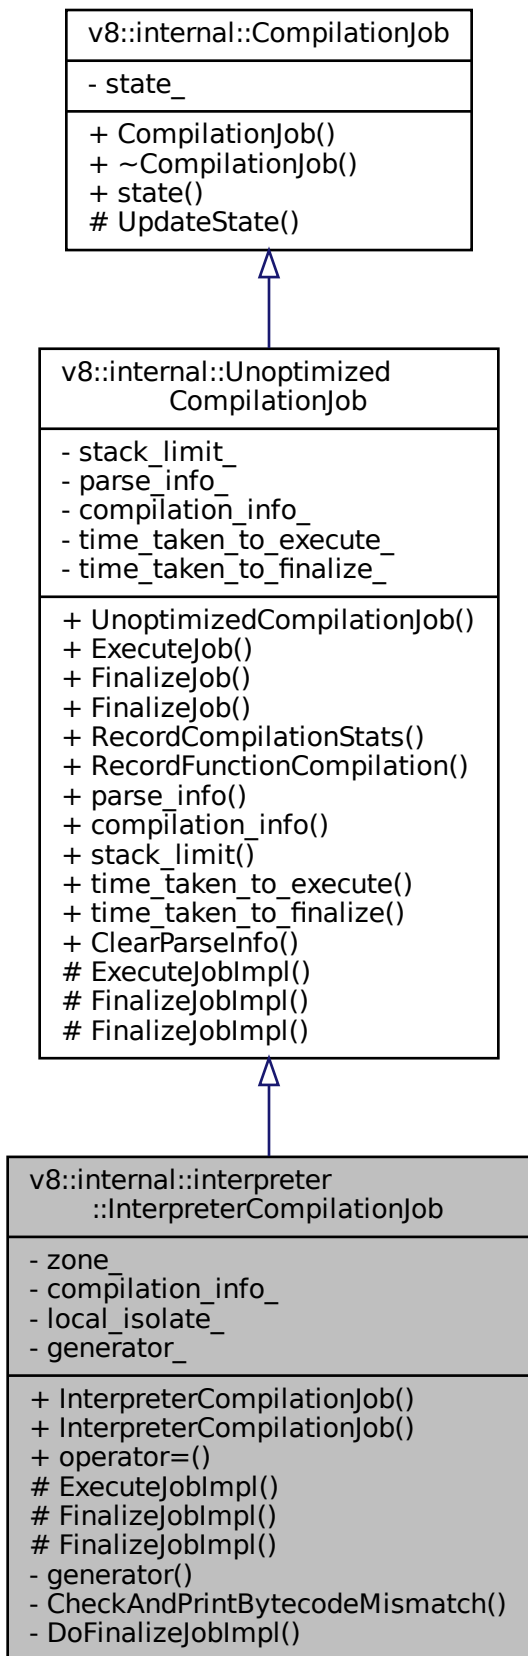 v8::internal::CompilationJob
- state_
+ CompilationJob()
+ ~CompilationJob()
+ state()
# UpdateState()
v8::internal::Unoptimized
CompilationJob
- stack_limit_
- parse_info_
- compilation_info_
- time_taken_to_execute_
- time_taken_to_finalize_
+ UnoptimizedCompilationJob()
+ ExecuteJob()
+ FinalizeJob()
+ FinalizeJob()
+ RecordCompilationStats()
+ RecordFunctionCompilation()
+ parse_info()
+ compilation_info()
+ stack_limit()
+ time_taken_to_execute()
+ time_taken_to_finalize()
+ ClearParseInfo()
# ExecuteJobImpl()
# FinalizeJobImpl()
# FinalizeJobImpl()
v8::internal::interpreter
::InterpreterCompilationJob
- zone_
- compilation_info_
- local_isolate_
- generator_
+ InterpreterCompilationJob()
+ InterpreterCompilationJob()
+ operator=()
# ExecuteJobImpl()
# FinalizeJobImpl()
# FinalizeJobImpl()
- generator()
- CheckAndPrintBytecodeMismatch()
- DoFinalizeJobImpl()